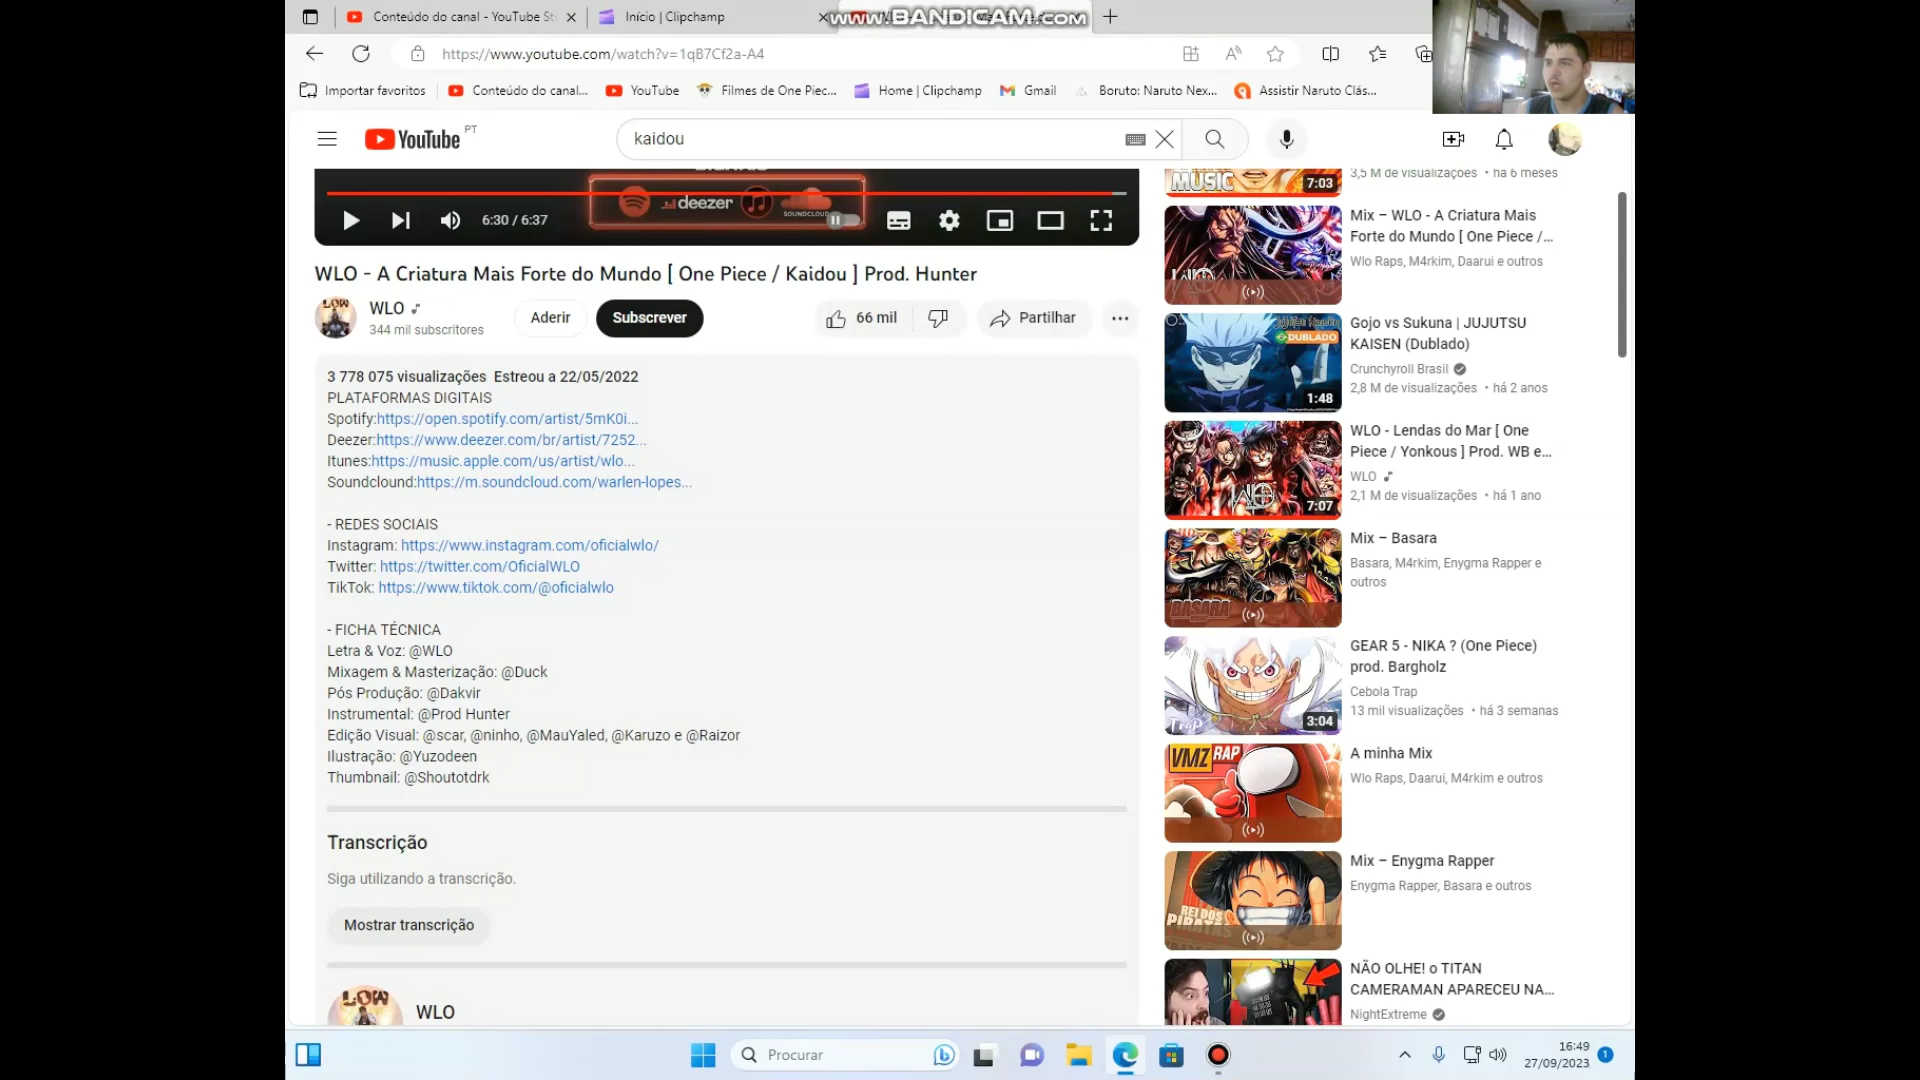 Conteúdo do canal - YouTube St
Início | Clipchamp
WWW.BANDICAM.COM
https://www.youtube.com/watch?v=1qB7Cf2a-A4
Importar favoritos
Conteúdo do canal...
YouTube
Filmes de One Piec...
Home | Clipchamp
Gmail
Boruto: Naruto Nex...
Assistir Naruto Clás...
YouTube PT
kaidou
deezer
SOUNDCLOUD
6:30 / 6:37
WLO - A Criatura Mais Forte do Mundo [ One Piece / Kaidou ] Prod. Hunter
WLO
344 mil subscritores
Aderir
Subscrever
66 mil
Partilhar
3 778 075 visualizações Estreou a 22/05/2022
PLATAFORMAS DIGITAIS
Spotify:https://open.spotify.com/artist/5mK0i...
Deezer:https://www.deezer.com/br/artist/7252...
Itunes:https://music.apple.com/us/artist/wlo...
Soundclound:https://m.soundcloud.com/warlen-lopes...
- REDES SOCIAIS
Instagram: https://www.instagram.com/oficialwlo/
Twitter: https://twitter.com/OficialWLO
TikTok: https://www.tiktok.com/@oficialwlo
- FICHA TÉCNICA
Letra & Voz: @WLO
Mixagem & Masterização: @Duck
Pós Produção: @Dakvir
Instrumental: @Prod Hunter
Edição Visual: @scar, @ninho, @MauYaled, @Karuzo e @Raizor
Ilustração: @Yuzodeen
Thumbnail: @Shoutotdrk
Transcrição
Siga utilizando a transcrição.
Mostrar transcrição
LOW
WLO
MUSIC
7:03
3,5 M de visualizações • há 6 meses
Mix – WLO - A Criatura Mais
Forte do Mundo [ One Piece /...
Wlo Raps, M4rkim, Daarui e outros
DUBLADO
1:48
Gojo vs Sukuna | JUJUTSU
KAISEN (Dublado)
Crunchyroll Brasil
2,8 M de visualizações • há 2 anos
WLO
7:07
WLO - Lendas do Mar [ One
Piece / Yonkous ] Prod. WB e...
WLO
2,1 M de visualizações • há 1 ano
BASARA
Mix – Basara
Basara, M4rkim, Enygma Rapper e
outros
TRAP
3:04
GEAR 5 - NIKA ? (One Piece)
prod. Bargholz
Cebola Trap
13 mil visualizações • há 3 semanas
VMZ RAP
A minha Mix
Wlo Raps, Daarui, M4rkim e outros
REI DOS
PIRATAS
Mix – Enygma Rapper
Enygma Rapper, Basara e outros
NÃO OLHE! o TITAN
CAMERAMAN APARECEU NA...
NightExtreme
Procurar
16:49
27/09/2023
1